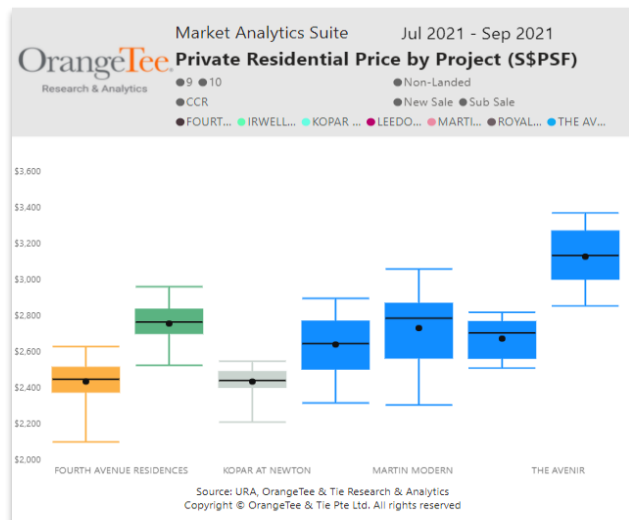 Market Analytics Suite Jul 2021 - Sep 2021
OrangeTee.
Research & Analytics
Private Residential Price by Project (S$PSF)
9 10 Non-Landed
CCR New Sale Sub Sale
FOURT... IRWELL... KOPAR ... LEEDO... MARTI... ROYAL... THE AV...
$3,600
$3,400
$3,200
$3,000
$2,800
$2,600
$2,400
$2,200
$2,000
FOURTH AVENUE RESIDENCES KOPAR AT NEWTON MARTIN MODERN THE AVENIR
Source: URA, OrangeTee & Tie Research & Analytics
Copyright © OrangeTee & Tie Pte Ltd. All rights reserved